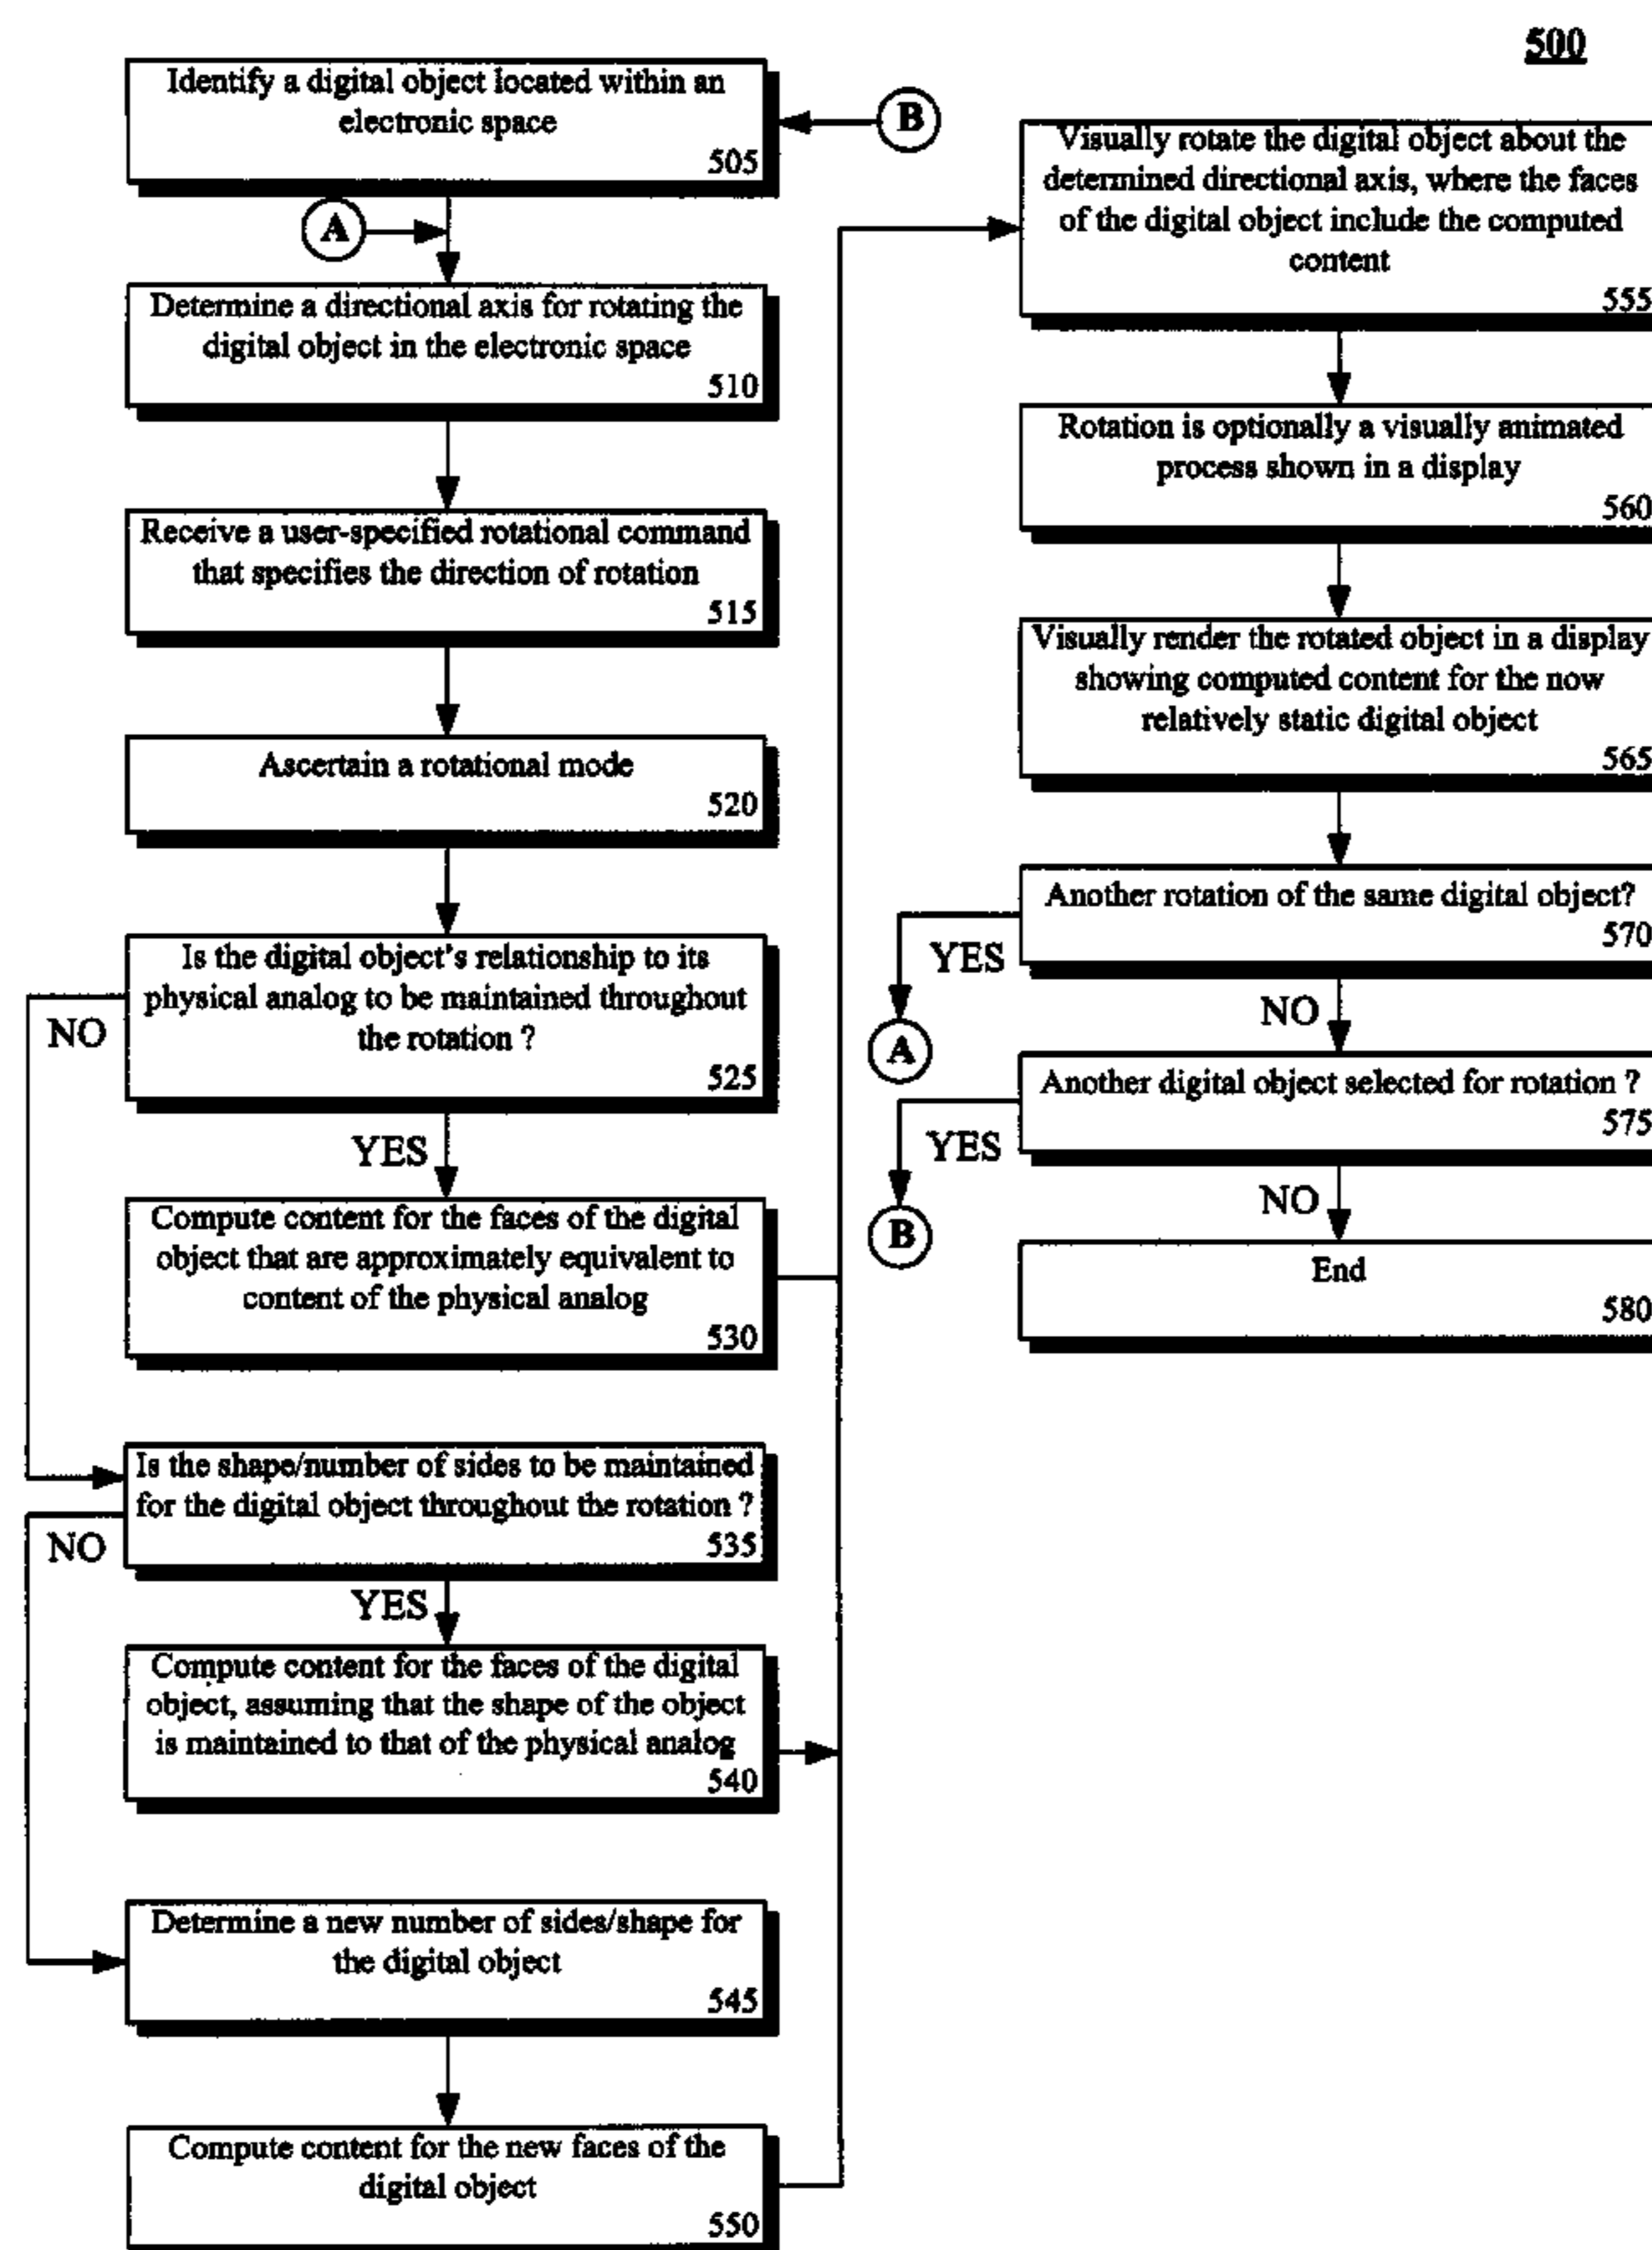 500
Identify a digital object located within an
electronic space
505
B
A
Determine a directional axis for rotating the
digital object in the electronic space
510
Receive a user-specified rotational command
that specifies the direction of rotation
515
Ascertain a rotational mode
520
Is the digital object's relationship to its
physical analog to be maintained throughout
the rotation ?
525
NO
YES
Compute content for the faces of the digital
object that are approximately equivalent to
content of the physical analog
530
Is the shape/number of sides to be maintained
for the digital object throughout the rotation ?
535
NO
YES
Compute content for the faces of the digital
object, assuming that the shape of the object
is maintained to that of the physical analog
540
Determine a new number of sides/shape for
the digital object
545
Compute content for the new faces of the
digital object
550
Visually rotate the digital object about the
determined directional axis, where the faces
of the digital object include the computed
content
555
Rotation is optionally a visually animated
process shown in a display
560
Visually render the rotated object in a display
showing computed content for the now
relatively static digital object
565
Another rotation of the same digital object?
570
YES
A
NO
Another digital object selected for rotation ?
575
YES
B
NO
End
580